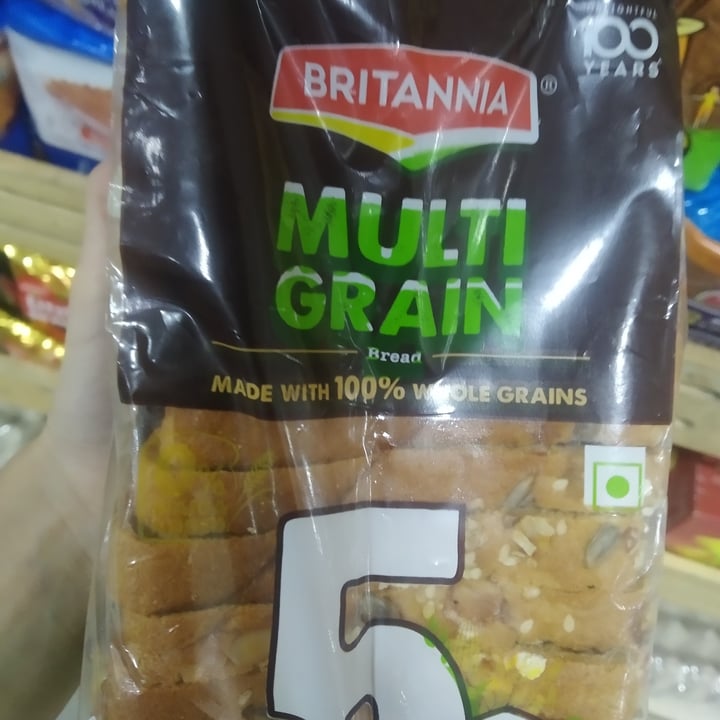 100
YEARS
BRITANNIA®
MULTI
GRAIN
Bread
MADE WITH 100% WHOLE GRAINS
5